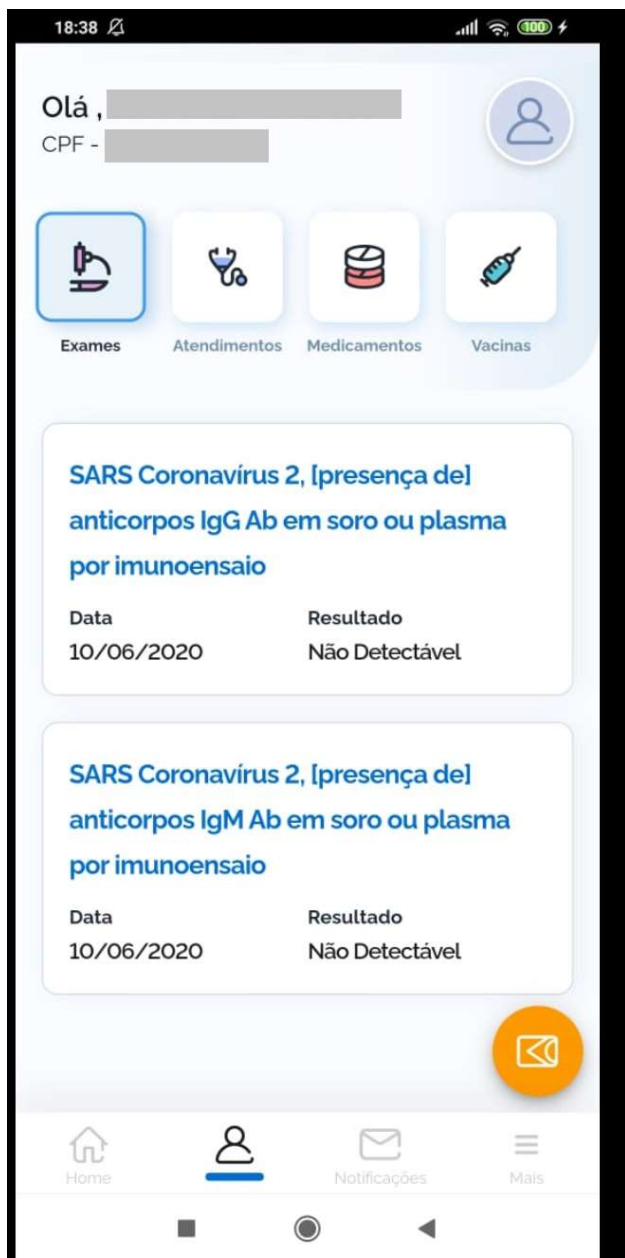 18:38
100
Olá ,
CPF -
Exames
Atendimentos
Medicamentos
Vacinas
SARS Coronavírus 2, [presença de]
anticorpos IgG Ab em soro ou plasma
por imunoensaio
Data
Resultado
10/06/2020
Não Detectável
SARS Coronavírus 2, [presença de]
anticorpos IgM Ab em soro ou plasma
por imunoensaio
Data
Resultado
10/06/2020
Não Detectável
Home
Notificações
Mais